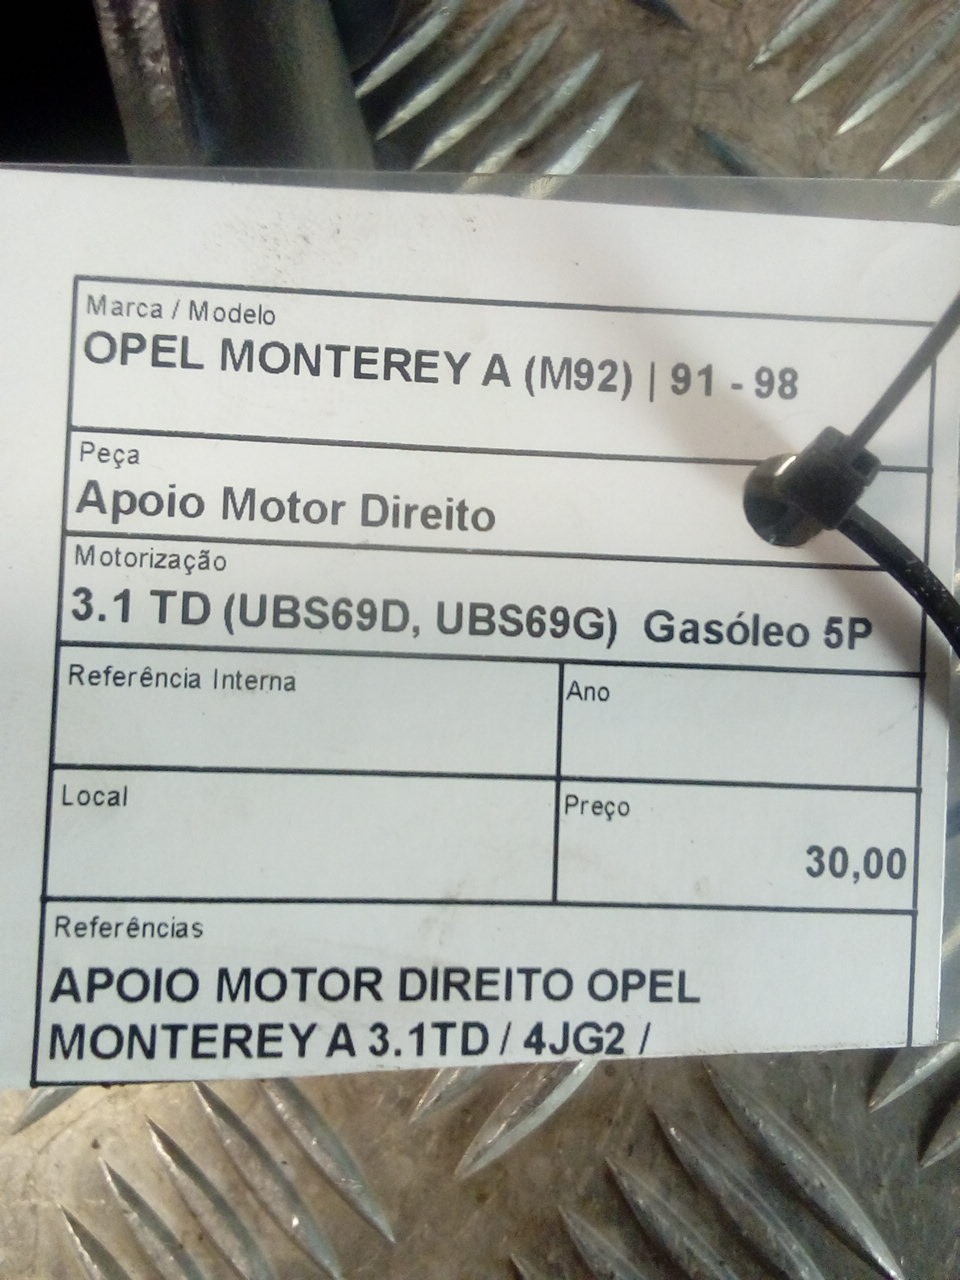 Marca / Modelo
OPEL MONTEREY A (M92) | 91 - 98
Peça
Apoio Motor Direito
Motorização
3.1 TD (UBS69D, UBS69G) Gasóleo 5P
Referência Interna
Ano
Local
Preço
30,00
Referências
APOIO MOTOR DIREITO OPEL
MONTEREY A 3.1TD / 4JG2 /